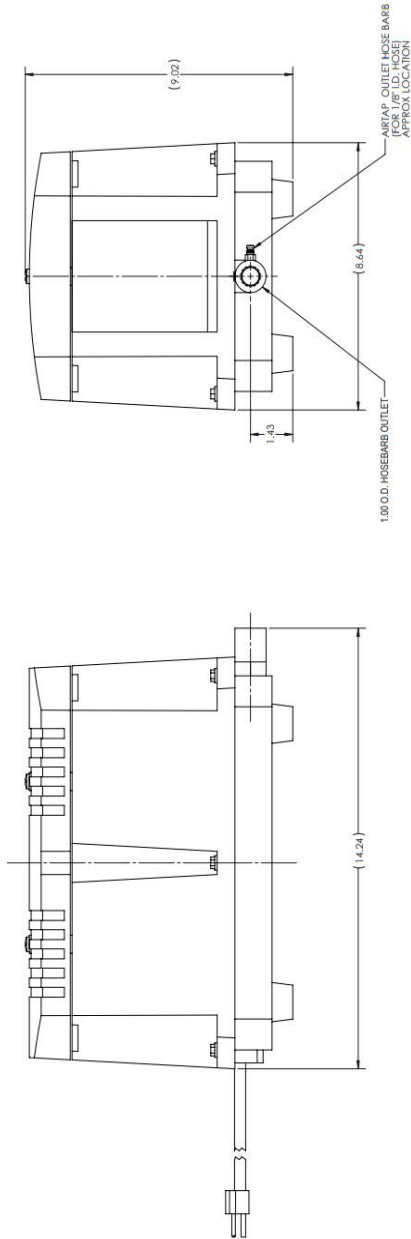 (9.02)
AIRTAP OUTLET HOSE BARB
(FOR 1/8" I.D. HOSE)
APPROX LOCATION
(8.64)
1.43
1.00 O.D. HOSEBARB OUTLET
(14.24)